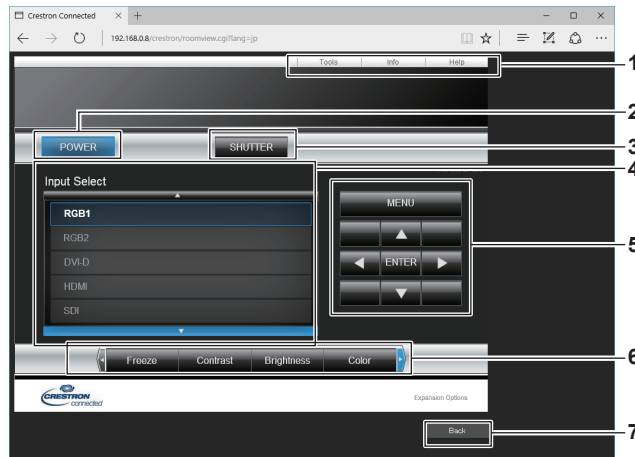 Crestron Connected
192.168.0.8/crestron/roomview.cgi?lang=jp
Tools Info Help
1
2
POWER
SHUTTER
3
4
Input Select
RGB1
RGB2
DVI-D
HDMI
SDI
MENU
ENTER
5
Freeze Contrast Brightness Color
6
CRESTRON
connected
Expansion Options
Back
7